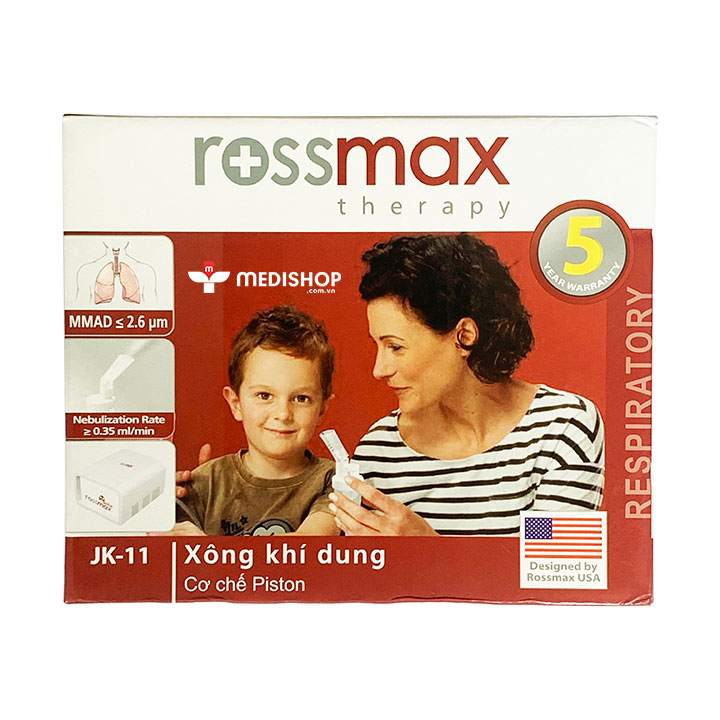 rossmax
therapy
5
YEAR WARRANTY
MEDISHOP
.com.vn
MMAD ≤ 2.6 µm
Nebulization Rate
≥ 0.35 ml/min
rossmax
RESPIRATORY
JK-11
Xông khí dung
Cơ chế Piston
Designed by
Rossmax USA